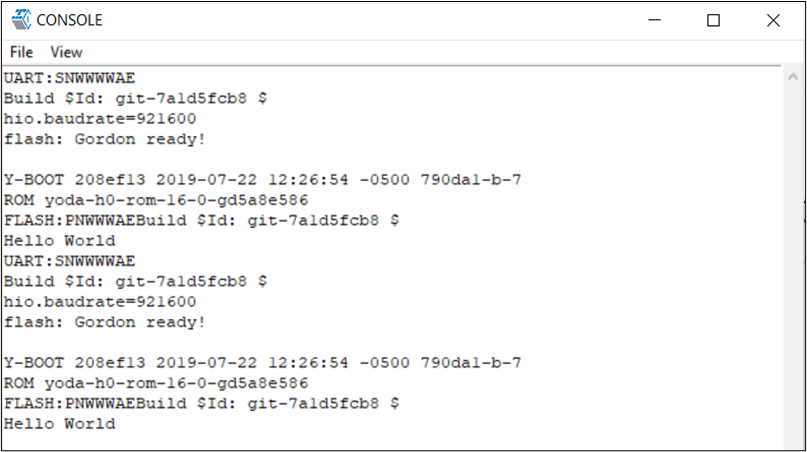 CONSOLE
File View
UART:SNWWWWAE
Build $Id: git-7a1d5fcb8 $
hio.baudrate=921600
flash: Gordon ready!
Y-BOOT 208ef13 2019-07-22 12:26:54 -0500 790da1-b-7
ROM yoda-h0-rom-16-0-gd5a8e586
FLASH:PNWWWAEBuild $Id: git-7a1d5fcb8 $
Hello World
UART:SNWWWWAE
Build $Id: git-7a1d5fcb8 $
hio.baudrate=921600
flash: Gordon ready!
Y-BOOT 208ef13 2019-07-22 12:26:54 -0500 790da1-b-7
ROM yoda-h0-rom-16-0-gd5a8e586
FLASH:PNWWWAEBuild $Id: git-7a1d5fcb8 $
Hello World